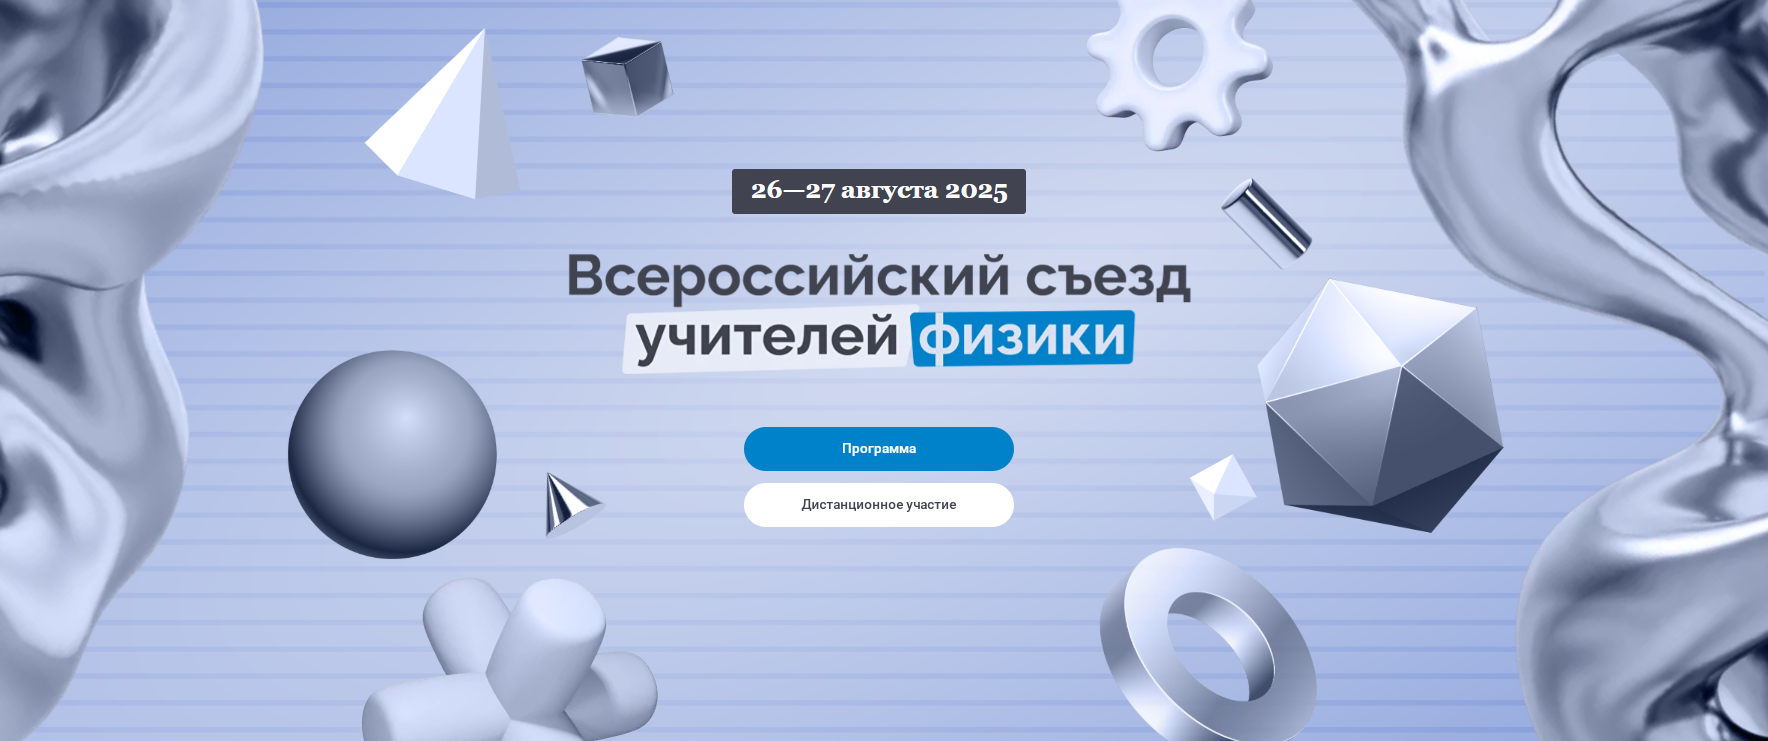 26—27 августа 2025
Всероссийский съезд
учителей физики
Программа
Дистанционное участие